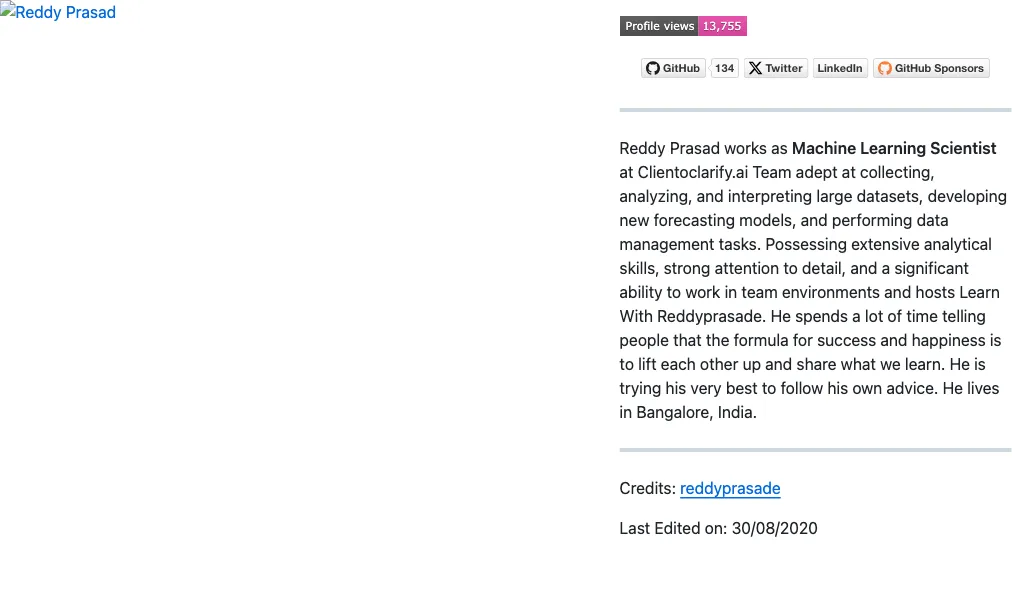 Reddy Prasad
Profile views 13,755
GitHub 134 Twitter LinkedIn GitHub Sponsors
Reddy Prasad works as Machine Learning Scientist
at Clientoclarify.ai Team adept at collecting,
analyzing, and interpreting large datasets, developing
new forecasting models, and performing data
management tasks. Possessing extensive analytical
skills, strong attention to detail, and a significant
ability to work in team environments and hosts Learn
With Reddyprasade. He spends a lot of time telling
people that the formula for success and happiness is
to lift each other up and share what we learn. He is
trying his very best to follow his own advice. He lives
in Bangalore, India.
Credits: reddyprasade
Last Edited on: 30/08/2020